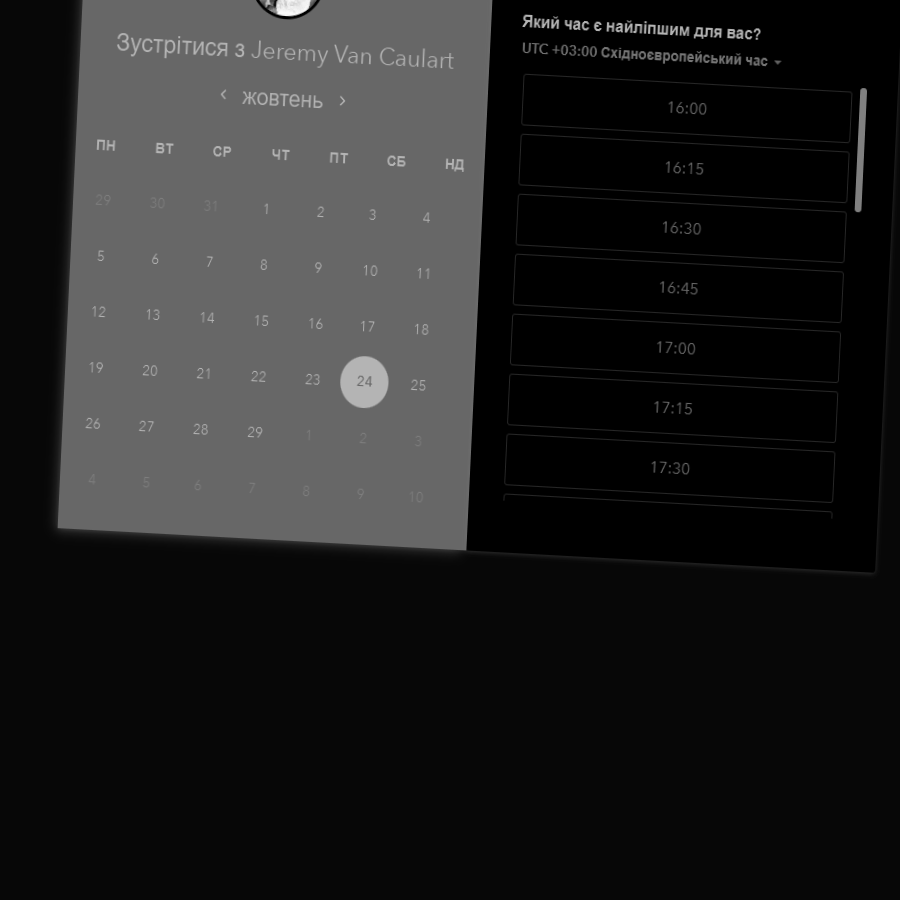 Зустрітися з Jeremy Van Caulart
жовтень
ПН ВТ СР ЧТ ПТ СБ НД
29 30 31 1 2 3 4
5 6 7 8 9 10 11
12 13 14 15 16 17 18
19 20 21 22 23 24 25
26 27 28 29 1 2 3
4 5 6 7 8 9 10
Який час є найліпшим для вас?
UTC +03:00 Східноєвропейський час
16:00
16:15
16:30
16:45
17:00
17:15
17:30